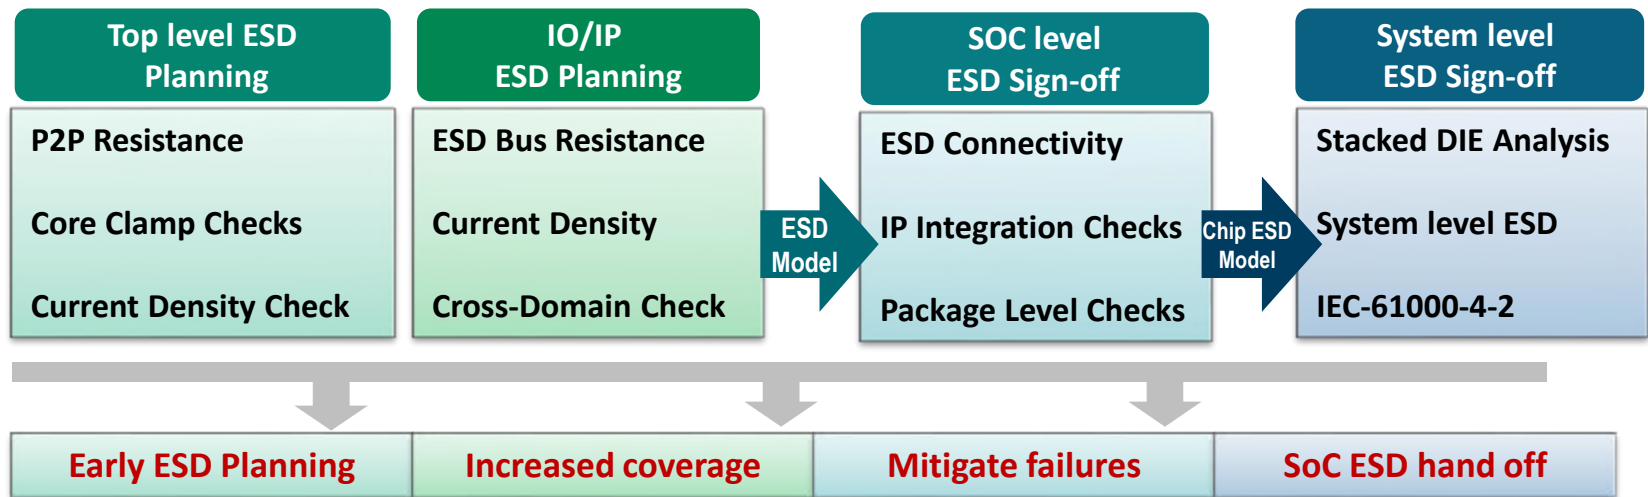 Top level ESD
Planning
P2P Resistance
Core Clamp Checks
Current Density Check
IO/IP
ESD Planning
ESD Bus Resistance
Current Density
Cross-Domain Check
ESD
Model
SOC level
ESD Sign-off
ESD Connectivity
IP Integration Checks
Package Level Checks
Chip ESD
Model
System level
ESD Sign-off
Stacked DIE Analysis
System level ESD
IEC-61000-4-2
Early ESD Planning
Increased coverage
Mitigate failures
SoC ESD hand off